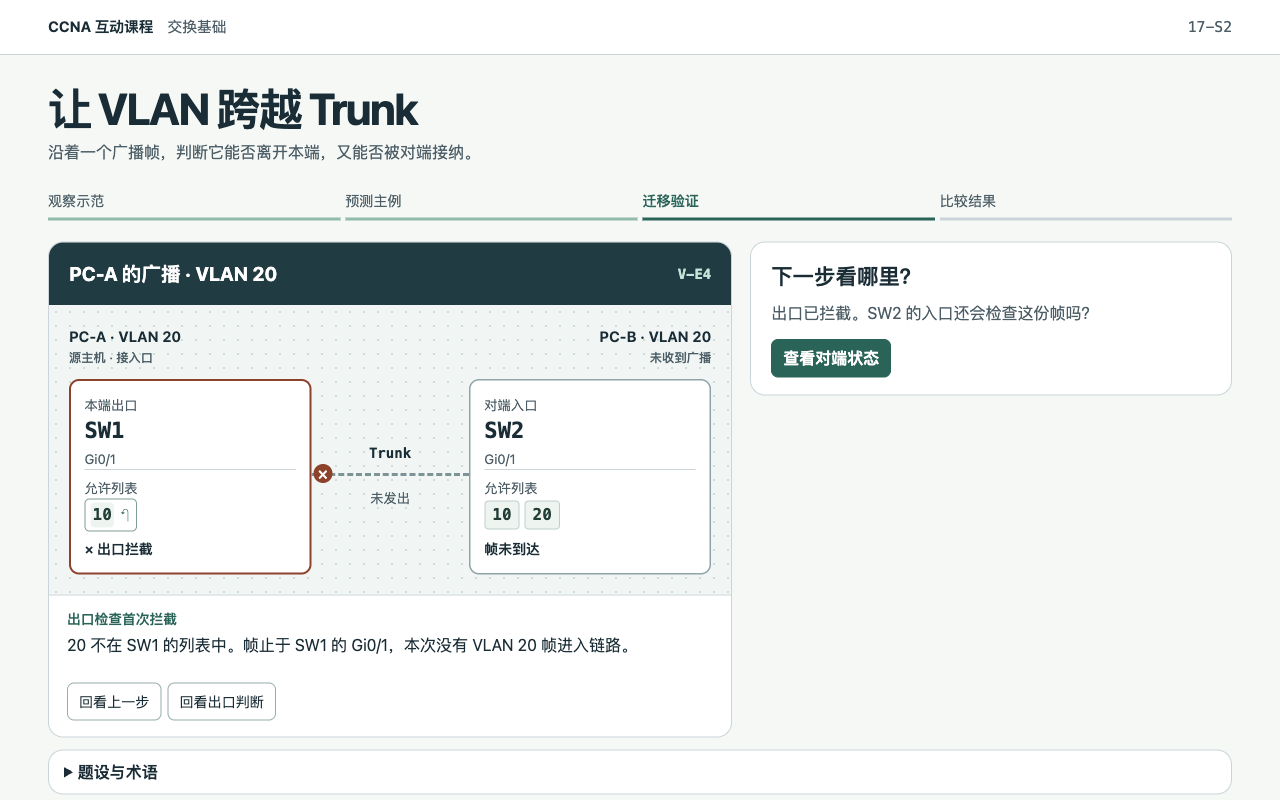 CCNA 互动课程 交换基础 17-S2
让 VLAN 跨越 Trunk
沿着一个广播帧，判断它能否离开本端，又能否被对端接纳。
观察示范 预测主例 迁移验证 比较结果
PC-A 的广播 · VLAN 20 V-E4
PC-A · VLAN 20
源主机 · 接入口
PC-B · VLAN 20
未收到广播
本端出口
SW1
Gi0/1
允许列表
10
× 出口拦截
Trunk
未发出
对端入口
SW2
Gi0/1
允许列表
10 20
帧未到达
出口检查首次拦截
20 不在 SW1 的列表中。帧止于 SW1 的 Gi0/1，本次没有 VLAN 20 帧进入链路。
回看上一步 回看出口判断
下一步看哪里?
出口已拦截。SW2 的入口还会检查这份帧吗?
查看对端状态
▶ 题设与术语